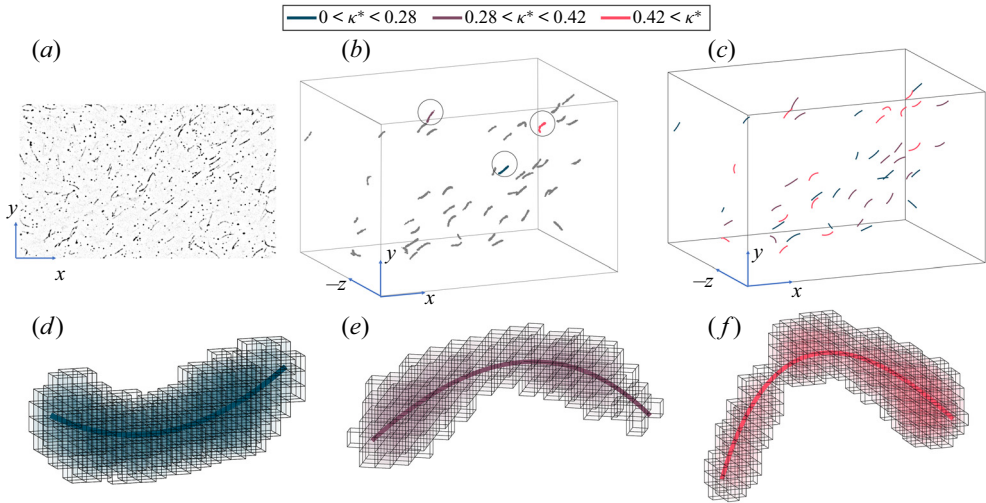 0 < κ* < 0.28 0.28 < κ* < 0.42 0.42 < κ*
(a) (b) (c)
y
x
y
–z
x
y
–z
x
(d) (e) (f)